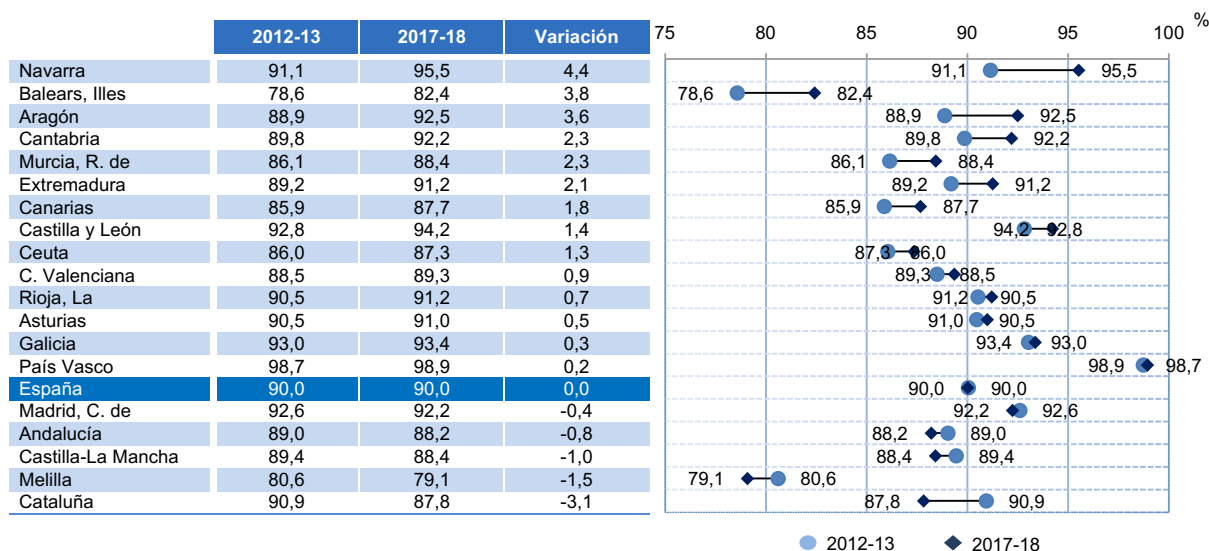 %
2012-13 2017-18 Variación 75 80 85 90 95 100
Navarra 91,1 95,5 4,4 91,1 95,5
Balears, Illes 78,6 82,4 3,8 78,6 82,4
Aragón 88,9 92,5 3,6 88,9 92,5
Cantabria 89,8 92,2 2,3 89,8 92,2
Murcia, R. de 86,1 88,4 2,3 86,1 88,4
Extremadura 89,2 91,2 2,1 89,2 91,2
Canarias 85,9 87,7 1,8 85,9 87,7
Castilla y León 92,8 94,2 1,4 94,2 92,8
Ceuta 86,0 87,3 1,3 87,3 86,0
C. Valenciana 88,5 89,3 0,9 89,3 88,5
Rioja, La 90,5 91,2 0,7 91,2 90,5
Asturias 90,5 91,0 0,5 91,0 90,5
Galicia 93,0 93,4 0,3 93,4 93,0
País Vasco 98,7 98,9 0,2 98,9 98,7
España 90,0 90,0 0,0 90,0 90,0
Madrid, C. de 92,6 92,2 -0,4 92,2 92,6
Andalucía 89,0 88,2 -0,8 88,2 89,0
Castilla-La Mancha 89,4 88,4 -1,0 88,4 89,4
Melilla 80,6 79,1 -1,5 79,1 80,6
Cataluña 90,9 87,8 -3,1 87,8 90,9
2012-13 2017-18